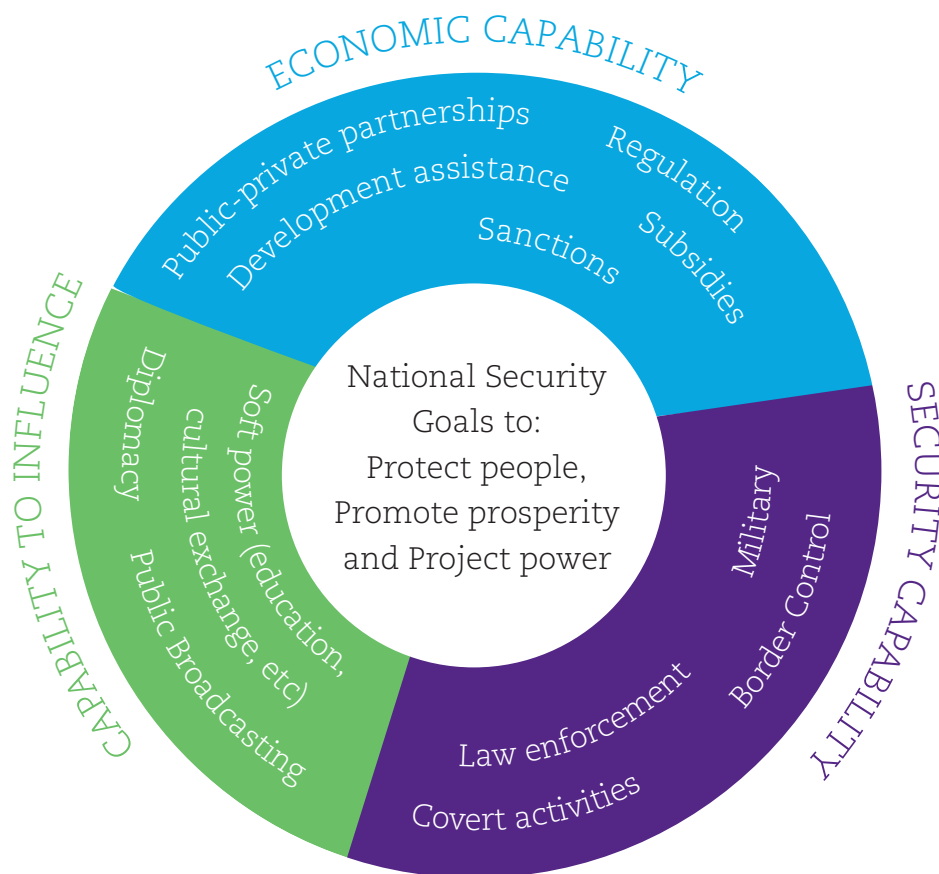 ECONOMIC CAPABILITY
Public-private partnerships
Development assistance
Sanctions
Regulation
Subsidies
SECURITY CAPABILITY
Military
Border Control
Law enforcement
Covert activities
CAPABILITY TO INFLUENCE
Diplomacy
Soft power (education,
cultural exchange, etc)
Public Broadcasting
National Security
Goals to:
Protect people,
Promote prosperity
and Project power